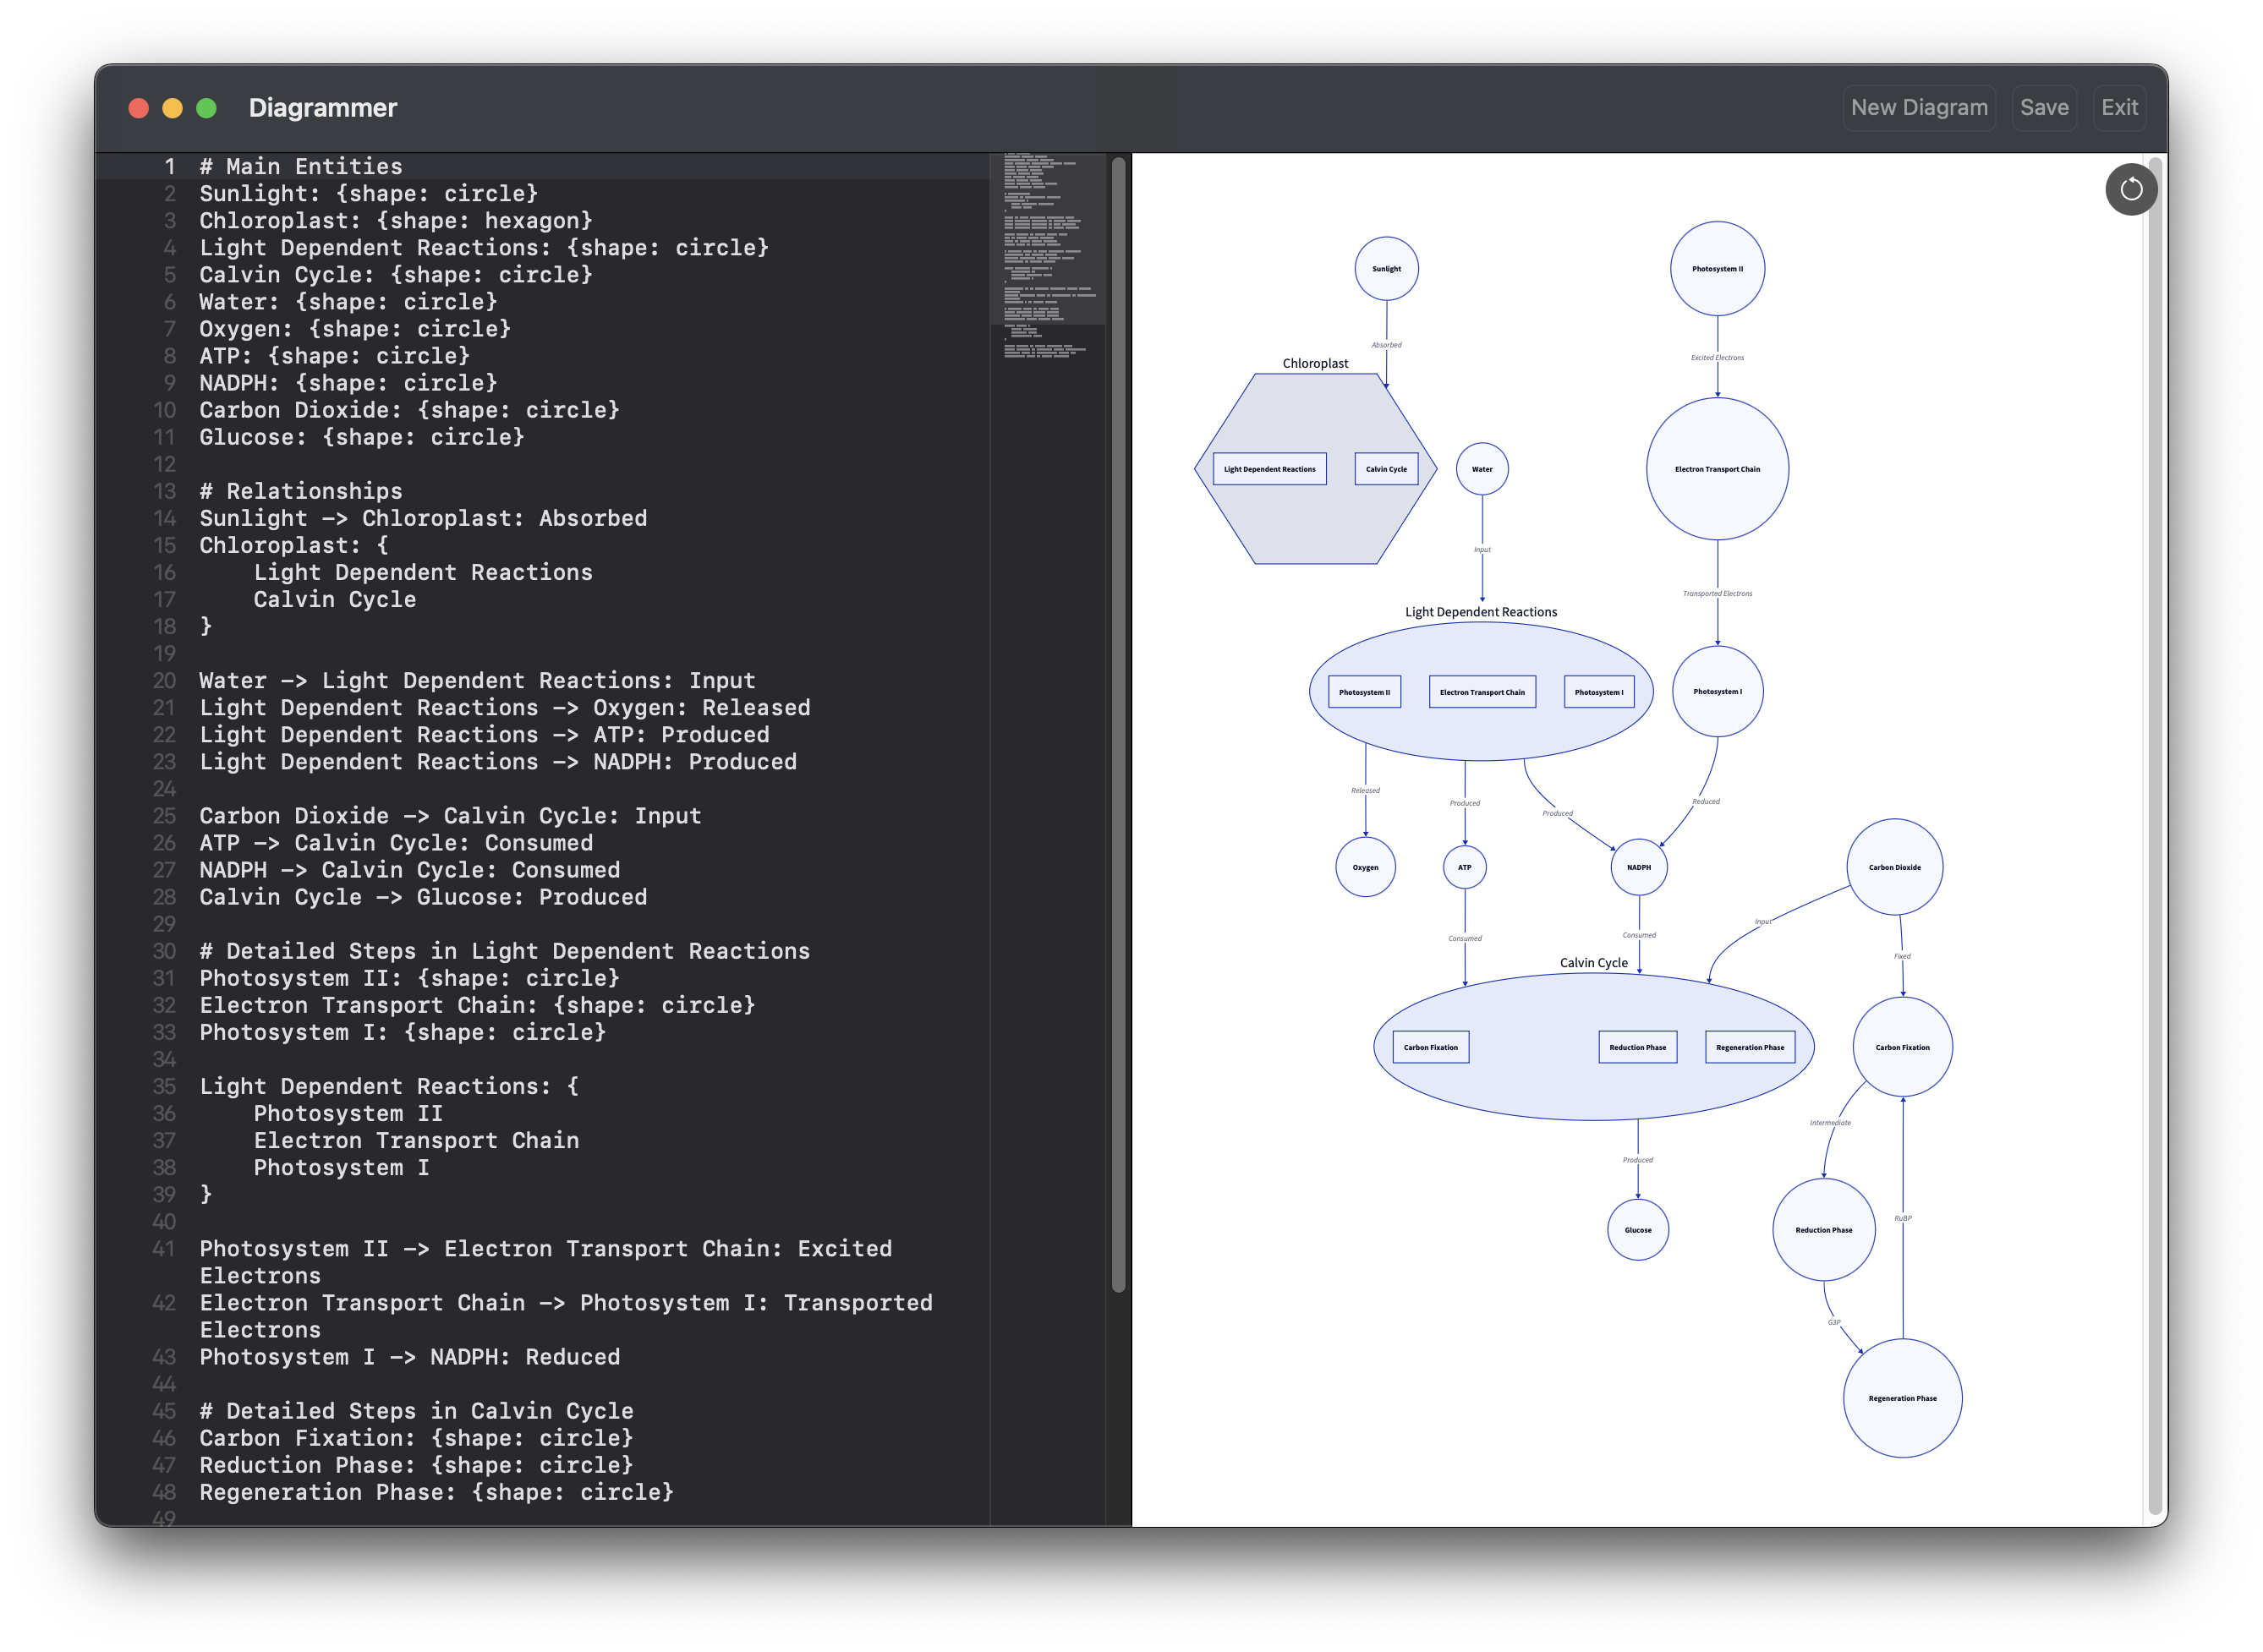 Diagrammer
New Diagram
Save
Exit
1 # Main Entities
2 Sunlight: {shape: circle}
3 Chloroplast: {shape: hexagon}
4 Light Dependent Reactions: {shape: circle}
5 Calvin Cycle: {shape: circle}
6 Water: {shape: circle}
7 Oxygen: {shape: circle}
8 ATP: {shape: circle}
9 NADPH: {shape: circle}
10 Carbon Dioxide: {shape: circle}
11 Glucose: {shape: circle}
12
13 # Relationships
14 Sunlight -> Chloroplast: Absorbed
15 Chloroplast: {
16 Light Dependent Reactions
17 Calvin Cycle
18 }
19
20 Water -> Light Dependent Reactions: Input
21 Light Dependent Reactions -> Oxygen: Released
22 Light Dependent Reactions -> ATP: Produced
23 Light Dependent Reactions -> NADPH: Produced
24
25 Carbon Dioxide -> Calvin Cycle: Input
26 ATP -> Calvin Cycle: Consumed
27 NADPH -> Calvin Cycle: Consumed
28 Calvin Cycle -> Glucose: Produced
29
30 # Detailed Steps in Light Dependent Reactions
31 Photosystem II: {shape: circle}
32 Electron Transport Chain: {shape: circle}
33 Photosystem I: {shape: circle}
34
35 Light Dependent Reactions: {
36 Photosystem II
37 Electron Transport Chain
38 Photosystem I
39 }
40
41 Photosystem II -> Electron Transport Chain: Excited
Electrons
42 Electron Transport Chain -> Photosystem I: Transported
Electrons
43 Photosystem I -> NADPH: Reduced
44
45 # Detailed Steps in Calvin Cycle
46 Carbon Fixation: {shape: circle}
47 Reduction Phase: {shape: circle}
48 Regeneration Phase: {shape: circle}
49
Sunlight
Photosystem II
Absorbed
Excited Electrons
Chloroplast
Light Dependent Reactions
Calvin Cycle
Water
Electron Transport Chain
Input
Transported Electrons
Light Dependent Reactions
Photosystem II
Electron Transport Chain
Photosystem I
Photosystem I
Released
Produced
Produced
Reduced
Oxygen
ATP
NADPH
Carbon Dioxide
Input
Consumed
Consumed
Fixed
Calvin Cycle
Carbon Fixation
Reduction Phase
Regeneration Phase
Carbon Fixation
Intermediate
Produced
RuBP
Glucose
Reduction Phase
G3P
Regeneration Phase